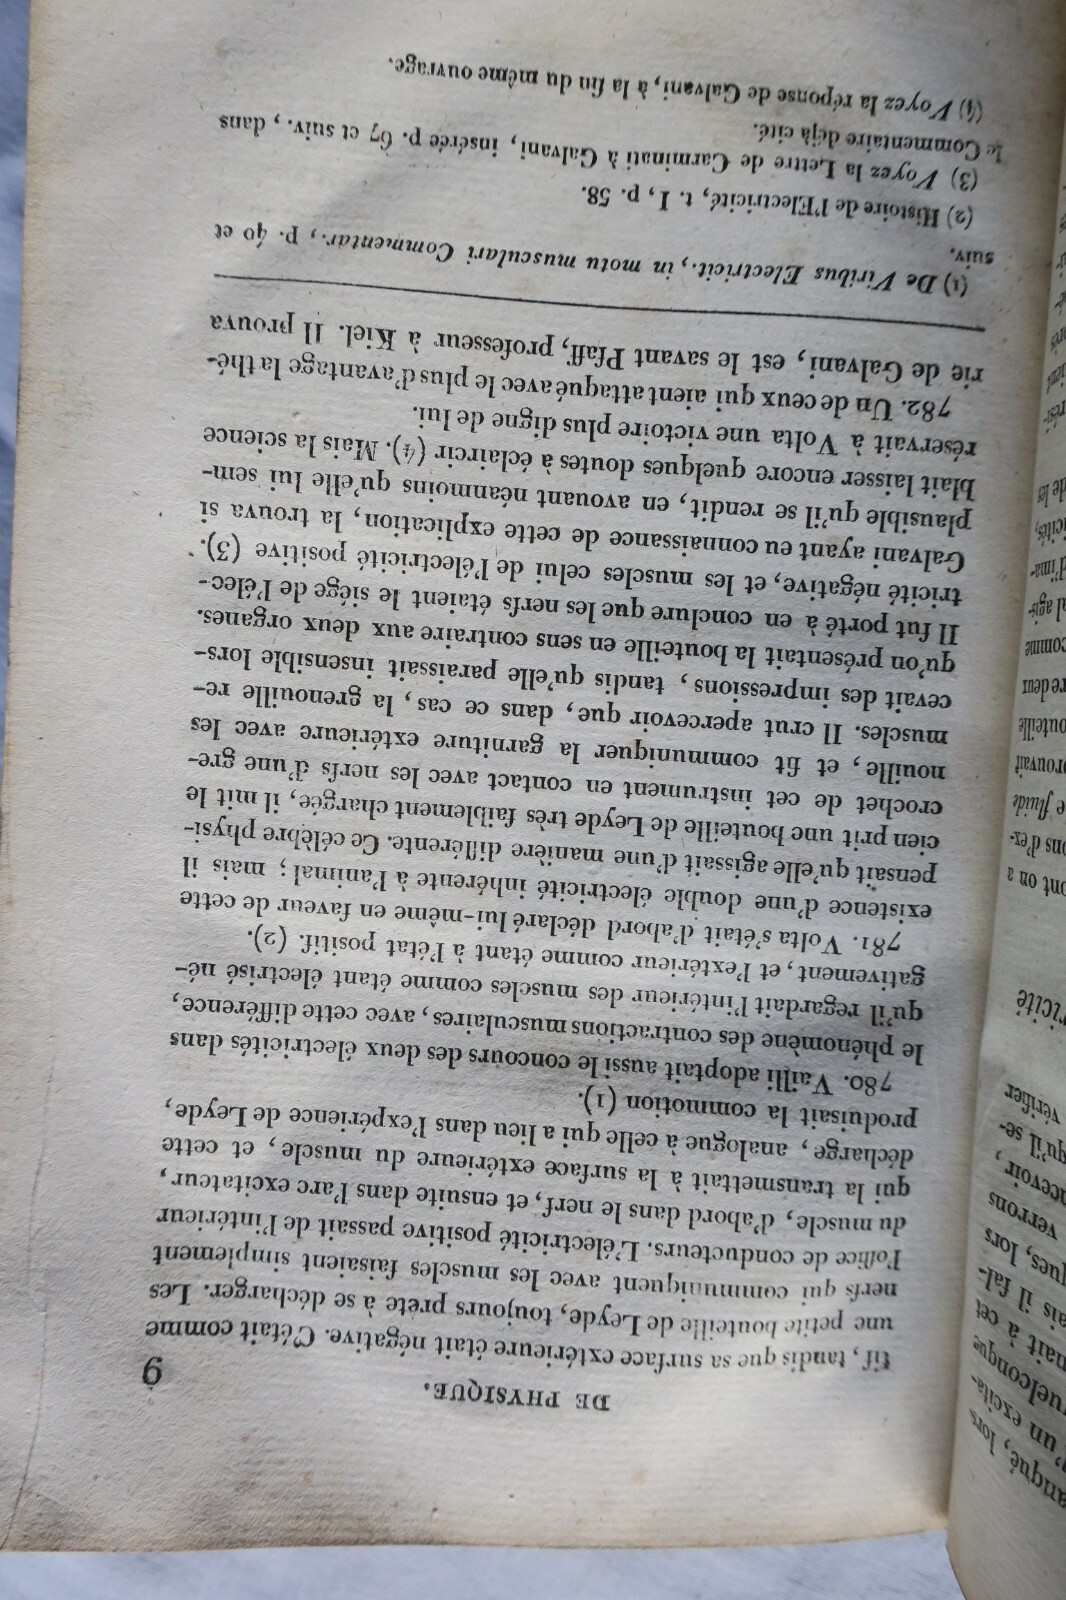 DE PHYSIQUE. 9
tif, tandis que sa surface extérieure était négative. C'était comme
une petite bouteille de Leyde, toujours prête à se décharger. Les
nerfs qui communiquent avec les muscles faisaient simplement
l'office de conducteurs. L'électricité positive passait de l'intérieur
du muscle, d'abord dans le nerf, et ensuite dans l'arc excitateur,
qui la transmettait à la surface extérieure du muscle, et cette
décharge, analogue à celle qui a lieu dans l'expérience de Leyde,
produisait la commotion (1).
780. Vailli adoptait aussi le concours des deux électricités dans
le phénomène des contractions musculaires, avec cette différence,
qu'il regardait l'intérieur des muscles comme étant électrisé né-
gativement, et l'extérieur comme étant à l'état positif. (2).
781. Volta s'était d'abord déclaré lui-même en faveur de cette
existence d'une double électricité inhérente à l'animal; mais il
pensait qu'elle agissait d'une manière différente. Ce célèbre physi-
cien prit une bouteille de Leyde très faiblement chargée, il mit le
crochet de cet instrument en contact avec les nerfs d'une gre-
nouille, et fit communiquer la garniture extérieure avec les
muscles. Il crut apercevoir que, dans ce cas, la grenouille re-
cevait des impressions, tandis qu'elle paraissait insensible lors-
qu'on présentait la bouteille en sens contraire aux deux organes.
Il fut porté à en conclure que les nerfs étaient le siége de l'élec-
tricité négative, et les muscles celui de l'électricité positive (3).
Galvani ayant eu connaissance de cette explication, la trouva si
plausible qu'il se rendit, en avouant néanmoins qu'elle lui sem-
blait laisser encore quelques doutes à éclaircir (4). Mais la science
réservait à Volta une victoire plus digne de lui.
782. Un de ceux qui aient attaqué avec le plus d'avantage la thé-
rie de Galvani, est le savant Pfaff, professeur à Kiel. Il prouva
(1) De Viribus Electricit., in motu musculari Commentar., p. 40 et
suiv.
(2) Histoire de l'Electricité, t. I, p. 58.
(3) Voyez la Lettre de Carminati à Galvani, insérée p. 67 et suiv., dans
le Commentaire déjà cité.
(4) Voyez la réponse de Galvani, à la fin du même ouvrage.